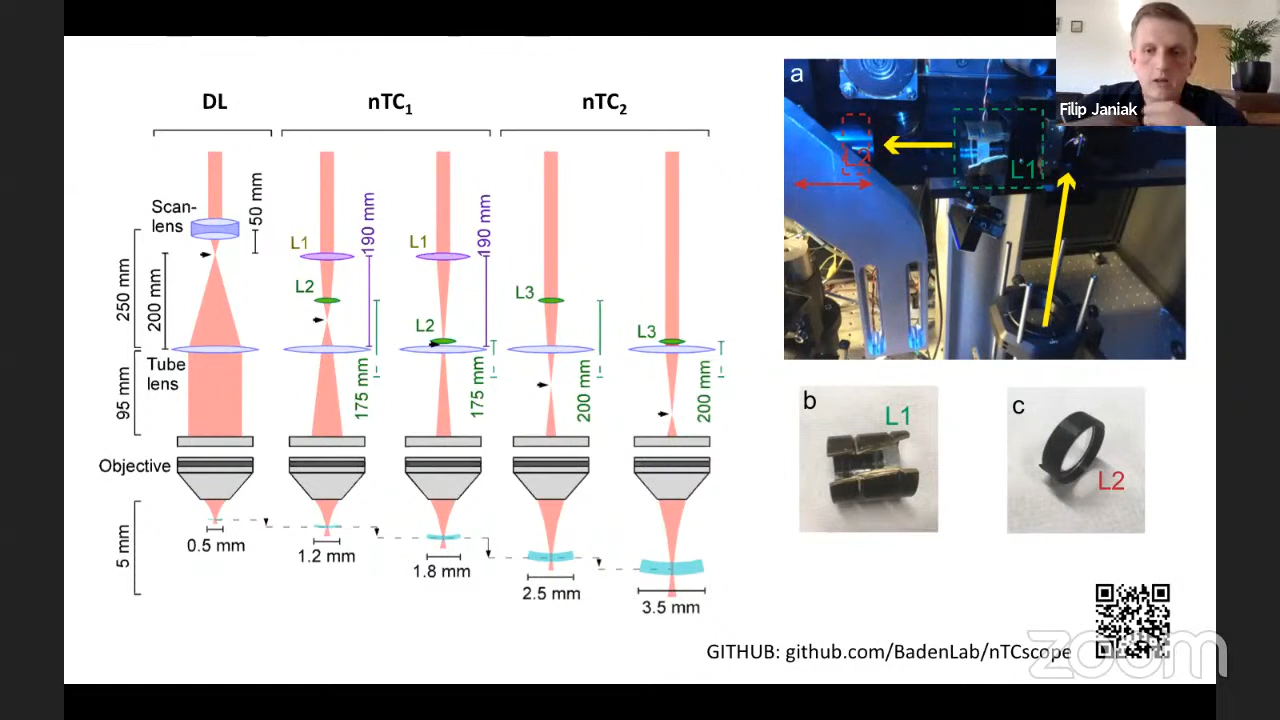 DL
nTC1
nTC2
Scan-
lens
50 mm
250 mm
200 mm
95 mm
Tube
lens
Objective
5 mm
L1
L2
190 mm
175 mm
L1
L2
190 mm
175 mm
L3
200 mm
L3
200 mm
0.5 mm
1.2 mm
1.8 mm
2.5 mm
3.5 mm
a
L2
L1
Filip Janiak
b
L1
c
L2
GITHUB: github.com/BadenLab/nTCscope
zoom